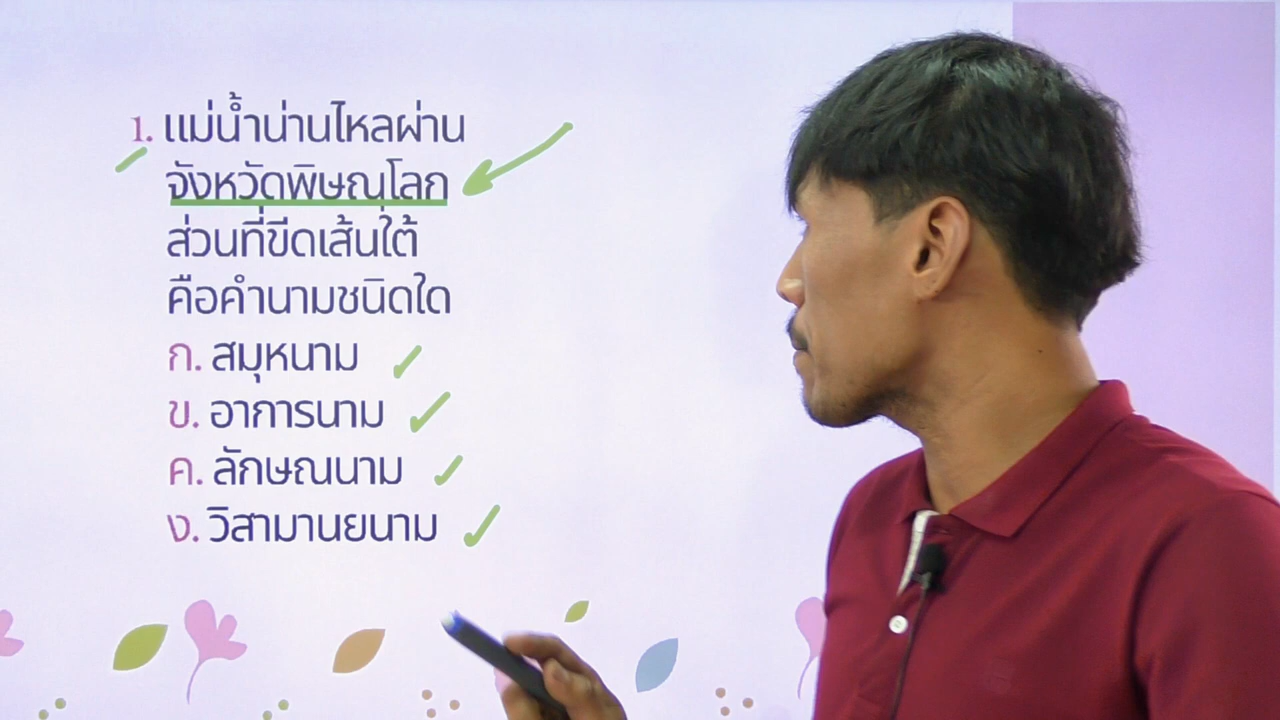 1. แม่น้ำน่านไหลผ่าน
จังหวัดพิษณุโลก
ส่วนที่ขีดเส้นใต้
คือคำนามชนิดใด
ก. สมุหนาม
ข. อาการนาม
ค. ลักษณนาม
ง. วิสามานยนาม